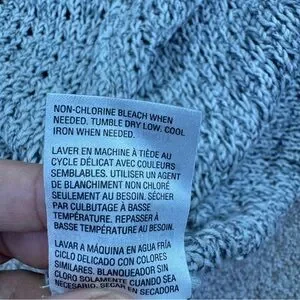 NON-CHLORINE BLEACH WHEN
NEEDED. TUMBLE DRY LOW. COOL
IRON WHEN NEEDED.
LAVER EN MACHINE À TIÈDE AU
CYCLE DÉLICAT AVEC COULEURS
SEMBLABLES. UTILISER UN AGENT
DE BLANCHIMENT NON CHLORÉ
SEULEMENT AU BESOIN. SÉCHER
PAR CULBUTAGE À BASSE
TEMPÉRATURE. REPASSER À
BASSE TEMPÉRATURE AU BESOIN.
LAVAR A MÁQUINA EN AGUA FRÍA
CICLO DELICADO CON COLORES
SIMILARES. BLANQUEADOR SIN
CLORO SOLAMENTE CUANDO SEA
NECESARIO. SECAR EN SECADORA